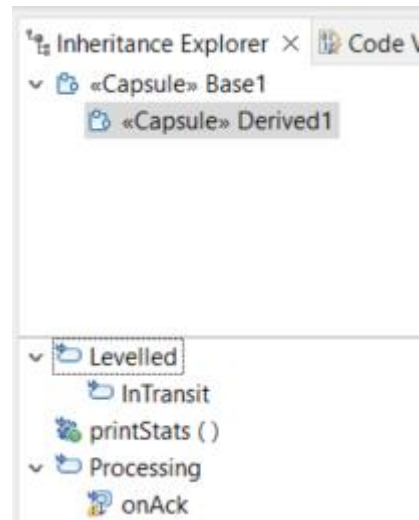 Inheritance Explorer Code V
«Capsule» Base1
«Capsule» Derived1
Levelled
InTransit
printStats ( )
Processing
onAck